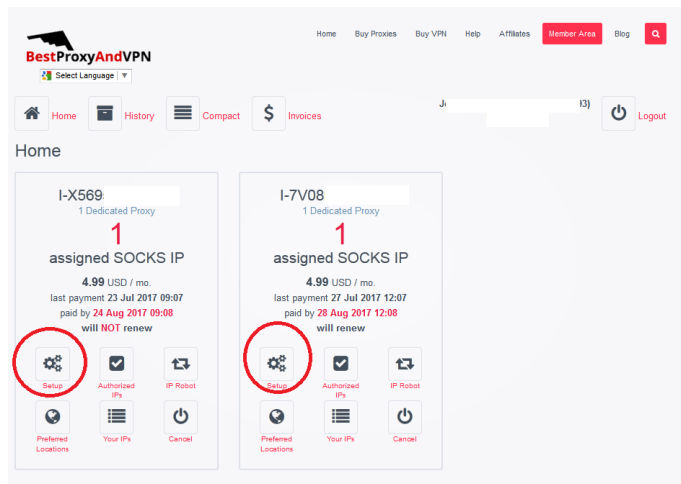 Home Buy Proxies Buy VPN Help Affiliates Member Area Blog
BestProxyAndVPN
Select Language ▼
Home History Compact $ Invoices 93) Logout
Home
I-X569
1 Dedicated Proxy
1
assigned SOCKS IP
4.99 USD / mo.
last payment 23 Jul 2017 09:07
paid by 24 Aug 2017 09:08
will NOT renew
Setup
Authorized IPs
IP Robot
Preferred Locations
Your IPs
Cancel
I-7V08
1 Dedicated Proxy
1
assigned SOCKS IP
4.99 USD / mo.
last payment 27 Jul 2017 12:07
paid by 28 Aug 2017 12:08
will renew
Setup
Authorized IPs
IP Robot
Preferred Locations
Your IPs
Cancel